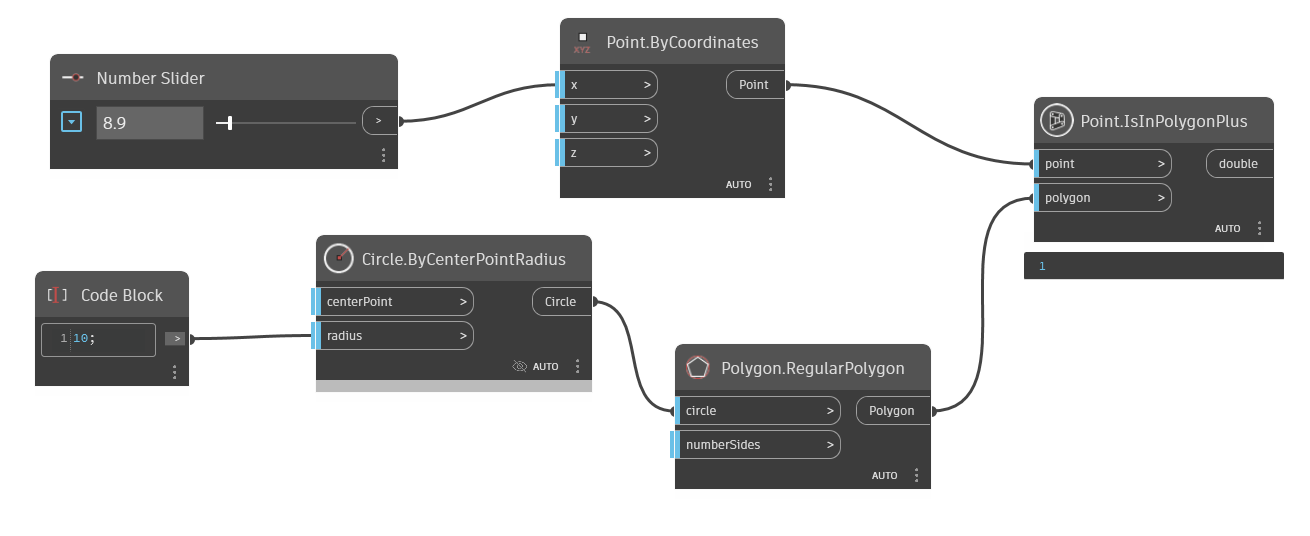 Number Slider
8.9
>
Point.ByCoordinates
XYZ
x >
Point
y >
z >
AUTO
Point.IsInPolygonPlus
point >
double
polygon >
AUTO
1
Code Block
1 10;
>
Circle.ByCenterPointRadius
centerPoint >
Circle
radius >
AUTO
Polygon.RegularPolygon
circle >
Polygon
numberSides >
AUTO